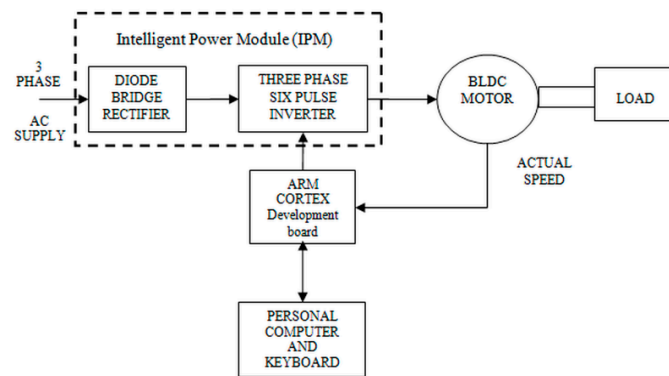 Intelligent Power Module (IPM)
3
PHASE
AC
SUPPLY
DIODE
BRIDGE
RECTIFIER
THREE PHASE
SIX PULSE
INVERTER
BLDC
MOTOR
LOAD
ACTUAL
SPEED
ARM
CORTEX
Development
board
PERSONAL
COMPUTER
AND
KEYBOARD